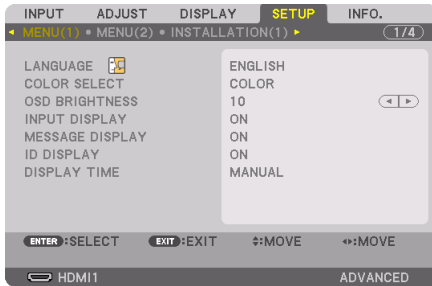 INPUT ADJUST DISPLAY SETUP INFO.
MENU(1) • MENU(2) • INSTALLATION(1) 1/4
LANGUAGE ENGLISH
COLOR SELECT COLOR
OSD BRIGHTNESS 10
INPUT DISPLAY ON
MESSAGE DISPLAY ON
ID DISPLAY ON
DISPLAY TIME MANUAL
ENTER:SELECT EXIT:EXIT :MOVE :MOVE
HDMI1 ADVANCED